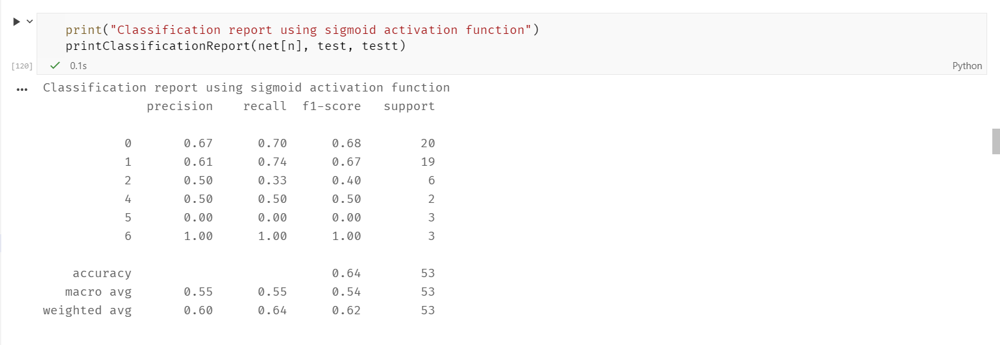 print("Classification report using sigmoid activation function")
printClassificationReport(net[n], test, testt)
[120] 0.1s Python
... Classification report using sigmoid activation function
precision recall f1-score support
0 0.67 0.70 0.68 20
1 0.61 0.74 0.67 19
2 0.50 0.33 0.40 6
4 0.50 0.50 0.50 2
5 0.00 0.00 0.00 3
6 1.00 1.00 1.00 3
accuracy 0.64 53
macro avg 0.55 0.55 0.54 53
weighted avg 0.60 0.64 0.62 53